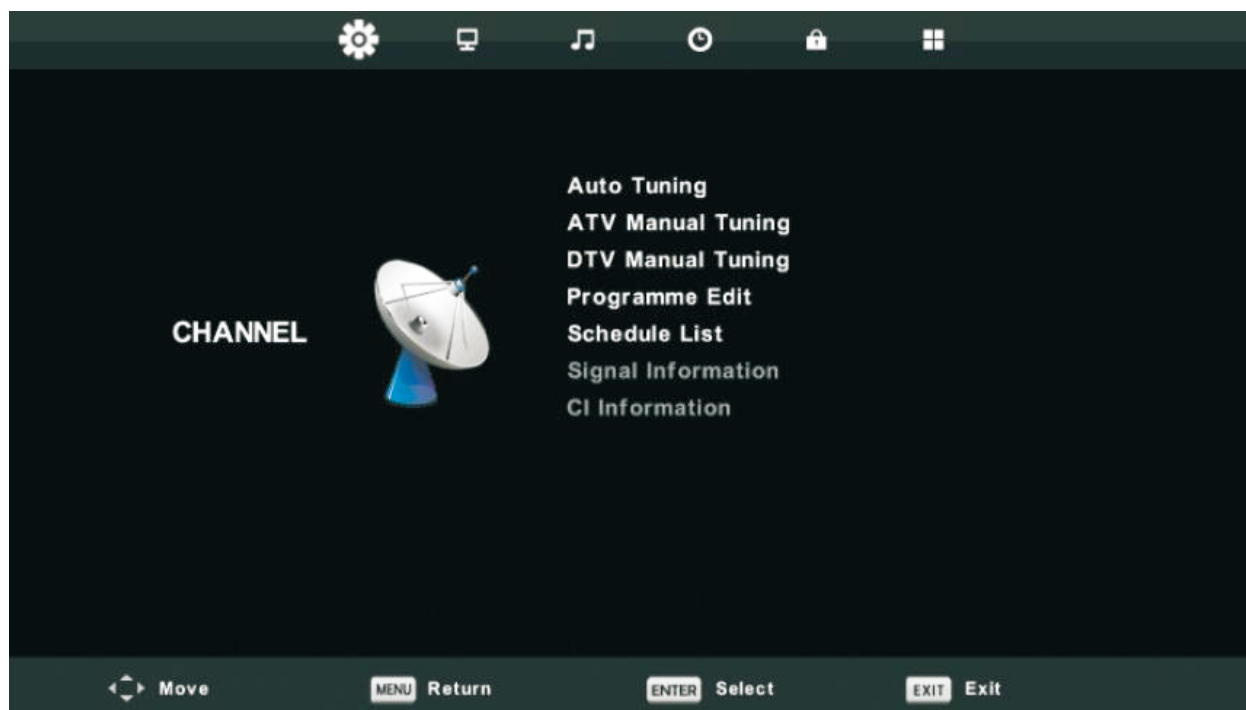 CHANNEL
Auto Tuning
ATV Manual Tuning
DTV Manual Tuning
Programme Edit
Schedule List
Signal Information
CI Information
Move MENU Return ENTER Select EXIT Exit